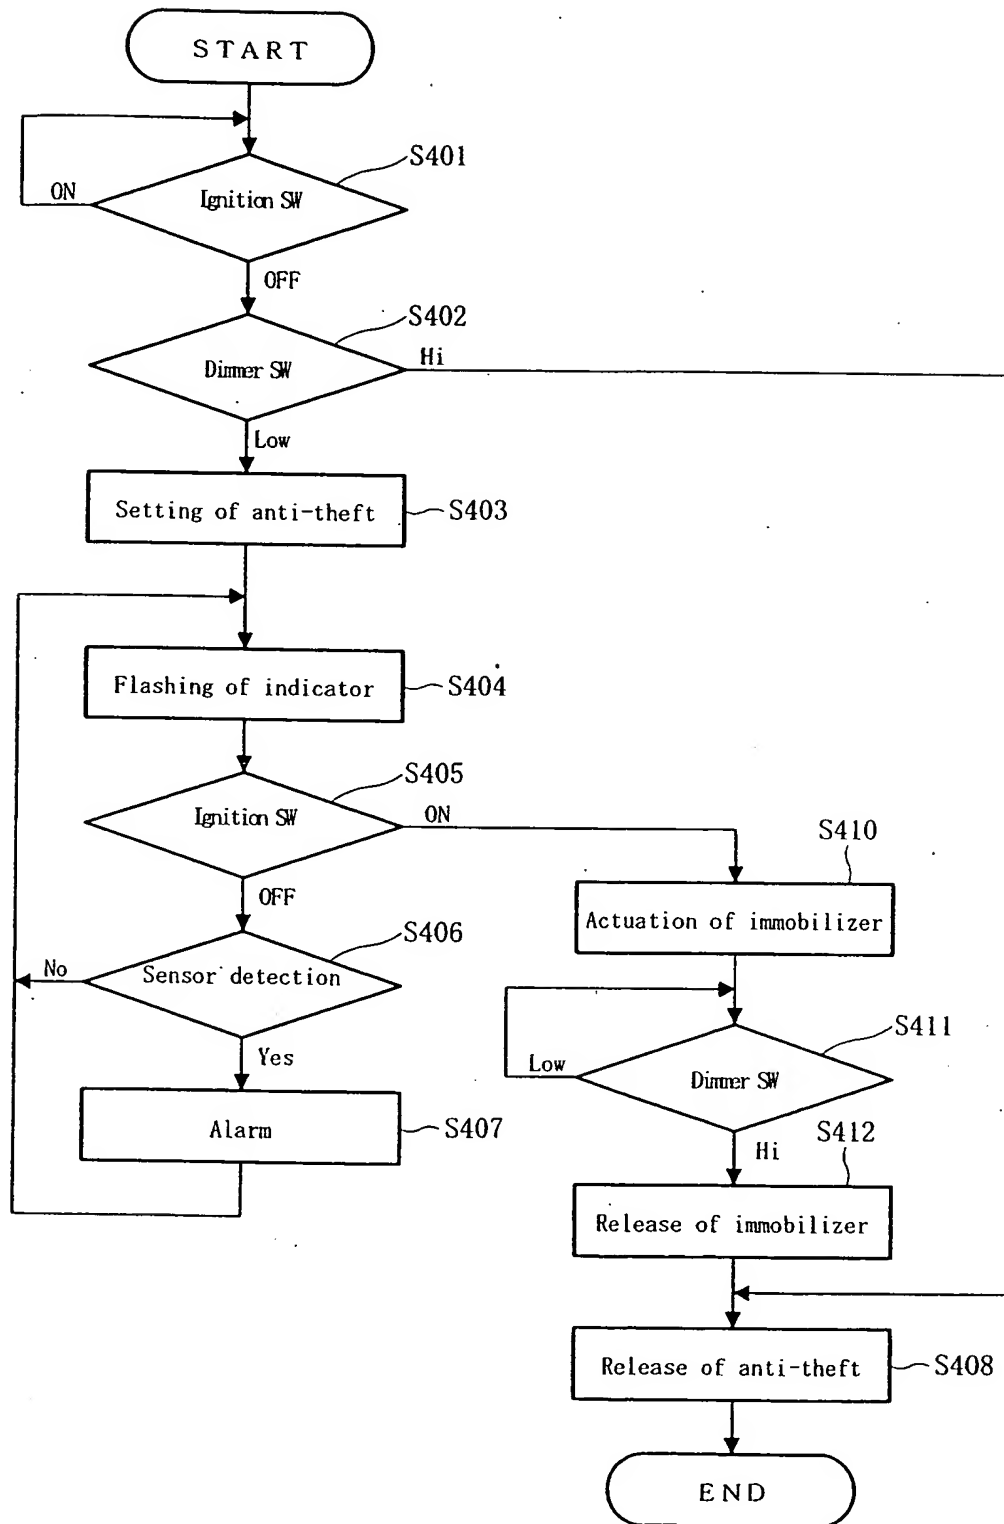 START
S401
ON
Ignition SW
OFF
S402
Hi
Dimmer SW
Low
Setting of anti-theft
S403
Flashing of indicator
S404
S405
Ignition SW
ON
S410
OFF
Actuation of immobilizer
S406
No
Sensor detection
S411
Yes
Low
Dimmer SW
Alarm
S407
S412
Hi
Release of immobilizer
Release of anti-theft
S408
END